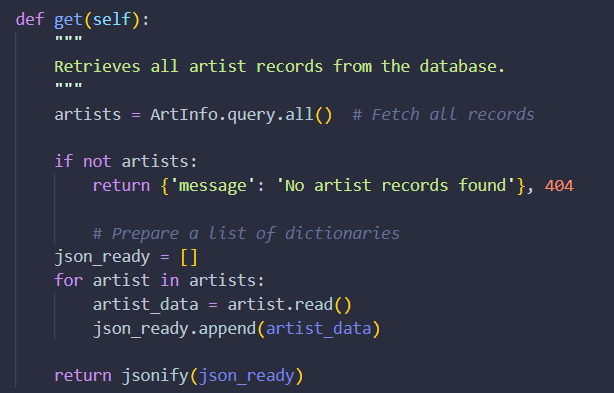 def get(self):
    """
    Retrieves all artist records from the database.
    """
    artists = ArtInfo.query.all()  # Fetch all records

    if not artists:
        return {'message': 'No artist records found'}, 404

        # Prepare a list of dictionaries
    json_ready = []
    for artist in artists:
        artist_data = artist.read()
        json_ready.append(artist_data)

    return jsonify(json_ready)